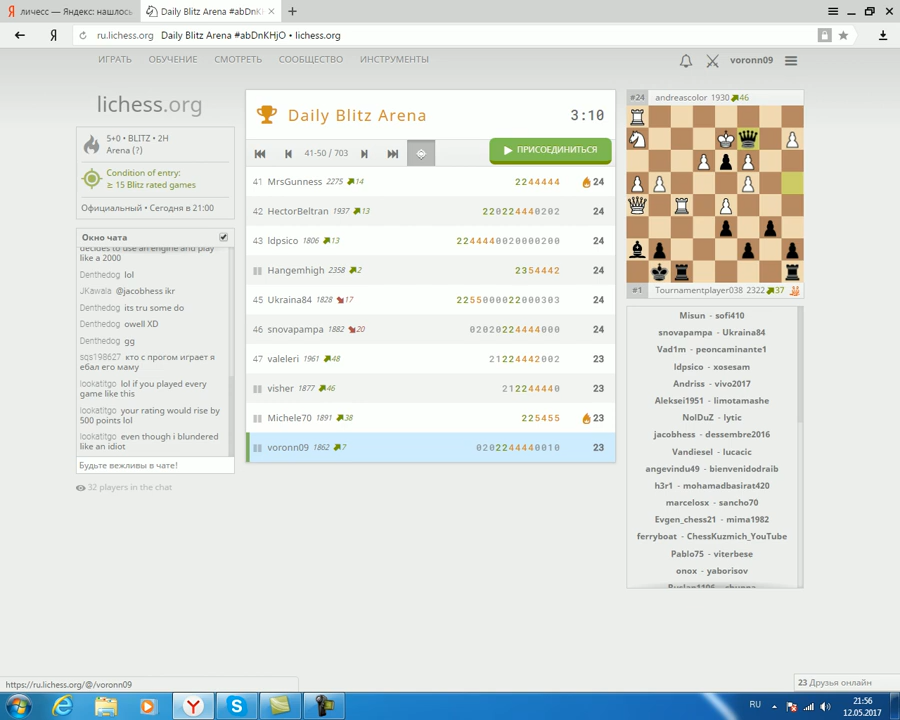 личесс — Яндекс: нашлось
Daily Blitz Arena #abDnKHjO
ru.lichess.org Daily Blitz Arena #abDnKHjO • lichess.org
ИГРАТЬ ОБУЧЕНИЕ СМОТРЕТЬ СООБЩЕСТВО ИНСТРУМЕНТЫ
voronn09
lichess.org
5+0 • BLITZ • 2H
Arena (?)
Condition of entry:
≥ 15 Blitz rated games
Официальный • Сегодня в 21:00
Окно чата
decides to use an engine and play
like a 2000
Denthedog lol
JKawala @jacobhess ikr
Denthedog its tru some do
Denthedog owell XD
Denthedog gg
sqs198627 кто с прогом играет я
ебал его маму
lookatitgo lol if you played every
game like this
lookatitgo your rating would rise by
500 points lol
lookatitgo even though i blundered
like an idiot
Будьте вежливы в чате!
32 players in the chat
Daily Blitz Arena 3:10
41-50 / 703
ПРИСОЕДИНИТЬСЯ
41 MrsGunness 2275 14 2244444 24
42 HectorBeltran 1937 13 220224440202 24
43 ldpsico 1806 13 2244440020000200 24
Hangemhigh 2358 2 2354442 24
45 Ukraina84 1828 17 22550000022000303 24
46 snovapampa 1882 20 02020224444000 24
47 valeleri 1961 48 21224442002 23
visher 1877 46 212244440 23
Michele70 1891 38 225455 23
voronn09 1862 7 0202244440010 23
#24 andreascolor 1930 46
#1 Tournamentplayer038 2322 37
Misun - sofi410
snovapampa - Ukraina84
Vad1m - peoncaminante1
ldpsico - xosesam
Andriss - vivo2017
Aleksei1951 - limotamashe
NolDuZ - lytic
jacobhess - dessembre2016
Vandiesel - lucacic
angevindu49 - bienvenidodraib
h3r1 - mohamadbasirat420
marcelosx - sancho70
Evgen_chess21 - mima1982
ferryboat - ChessKuzmich_YouTube
Pablo75 - viterbese
onox - yaborisov
https://ru.lichess.org/@/voronn09
23 Друзья онлайн
RU
21:56
12.05.2017